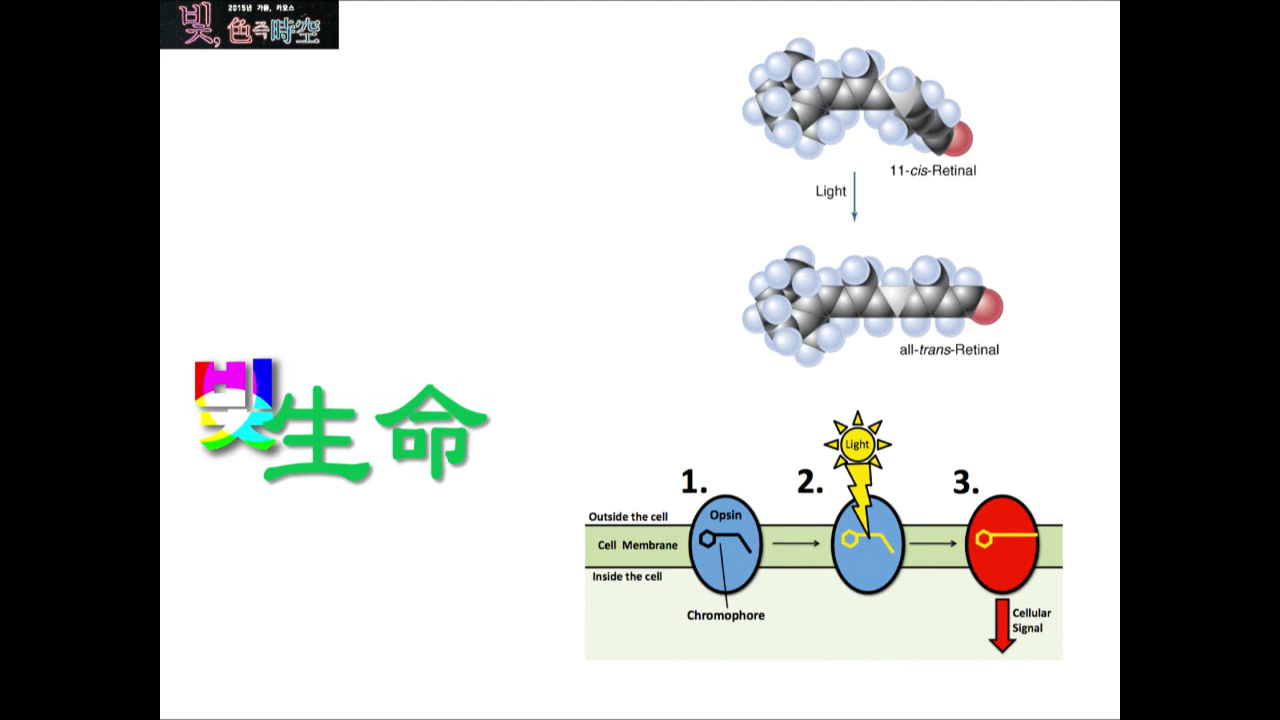 2015년 가을, 카오스
빛, 色즉時空
11-cis-Retinal
Light
all-trans-Retinal
빛生命
Light
1.
2.
3.
Outside the cell
Opsin
Cell Membrane
Inside the cell
Chromophore
Cellular
Signal